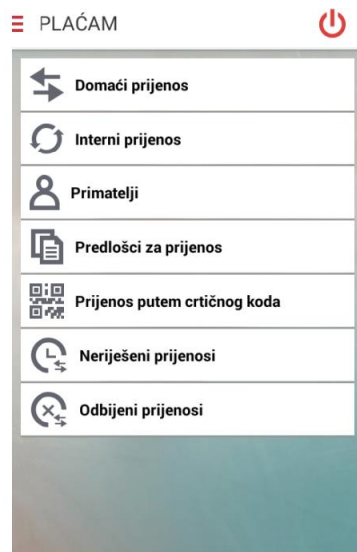 PLAĆAM
Domaći prijenos
Interni prijenos
Primatelji
Predlošci za prijenos
Prijenos putem crtičnog koda
Neriješeni prijenosi
Odbijeni prijenosi